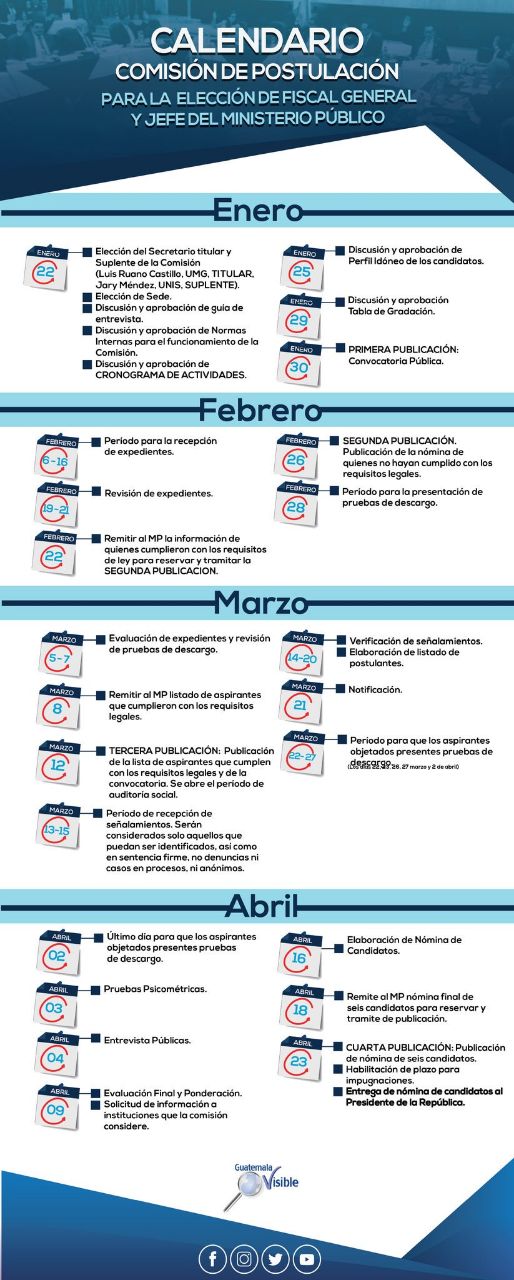 CALENDARIO
COMISIÓN DE POSTULACIÓN
PARA LA ELECCIÓN DE FISCAL GENERAL
Y JEFE DEL MINISTERIO PÚBLICO
Enero
ENERO
22
Elección del Secretario titular y
Suplente de la Comisión
(Luis Ruano Castillo, UMG, TITULAR,
Jary Méndez, UNIS, SUPLENTE).
Elección de Sede.
Discusión y aprobación de guía de
entrevista.
Discusión y aprobación de Normas
Internas para el funcionamiento de la
Comisión.
Discusión y aprobación de
CRONOGRAMA DE ACTIVIDADES.
ENERO
25
Discusión y aprobación de
Perfil Idóneo de los candidatos.
ENERO
29
Discusión y aprobación
Tabla de Gradación.
ENERO
30
PRIMERA PUBLICACIÓN:
Convocatoria Pública.
Febrero
FEBRERO
6-16
Período para la recepción
de expedientes.
FEBRERO
19-21
Revisión de expedientes.
FEBRERO
22
Remitir al MP la información de
quienes cumplieron con los requisitos
de ley para reservar y tramitar la
SEGUNDA PUBLICACION.
FEBRERO
26
SEGUNDA PUBLICACIÓN.
Publicación de la nómina de
quienes no hayan cumplido con los
requisitos legales.
FEBRERO
28
Período para la presentación de
pruebas de descargo.
Marzo
MARZO
5-7
Evaluación de expedientes y revisión
de pruebas de descargo.
MARZO
8
Remitir al MP listado de aspirantes
que cumplieron con los requisitos
legales.
MARZO
12
TERCERA PUBLICACIÓN: Publicación
de la lista de aspirantes que cumplen
con los requisitos legales y de la
convocatoria. Se abre el período de
auditoría social.
MARZO
13-15
Período de recepción de
señalamientos. Serán
considerados solo aquellos que
puedan ser identificados, así como
en sentencia firme, no denuncias ni
casos en procesos, ni anónimos.
MARZO
14-20
Verificación de señalamientos.
Elaboración de listado de
postulantes.
MARZO
21
Notificación.
MARZO
22-27
Período para que los aspirantes
objetados presentes pruebas de
descargo.
(Los días 22, 23, 26, 27 marzo y 2 de abril)
Abril
ABRIL
02
Último día para que los aspirantes
objetados presentes pruebas
de descargo.
ABRIL
03
Pruebas Psicométricas.
ABRIL
04
Entrevista Públicas.
ABRIL
09
Evaluación Final y Ponderación.
Solicitud de información a
instituciones que la comisión
considere.
ABRIL
16
Elaboración de Nómina de
Candidatos.
ABRIL
18
Remite al MP nómina final de
seis candidatos para reservar y
tramite de publicación.
ABRIL
23
CUARTA PUBLICACIÓN: Publicación
de nómina de seis candidatos.
Habilitación de plazo para
impugnaciones.
Entrega de nómina de candidatos al
Presidente de la República.
Guatemala
Visible